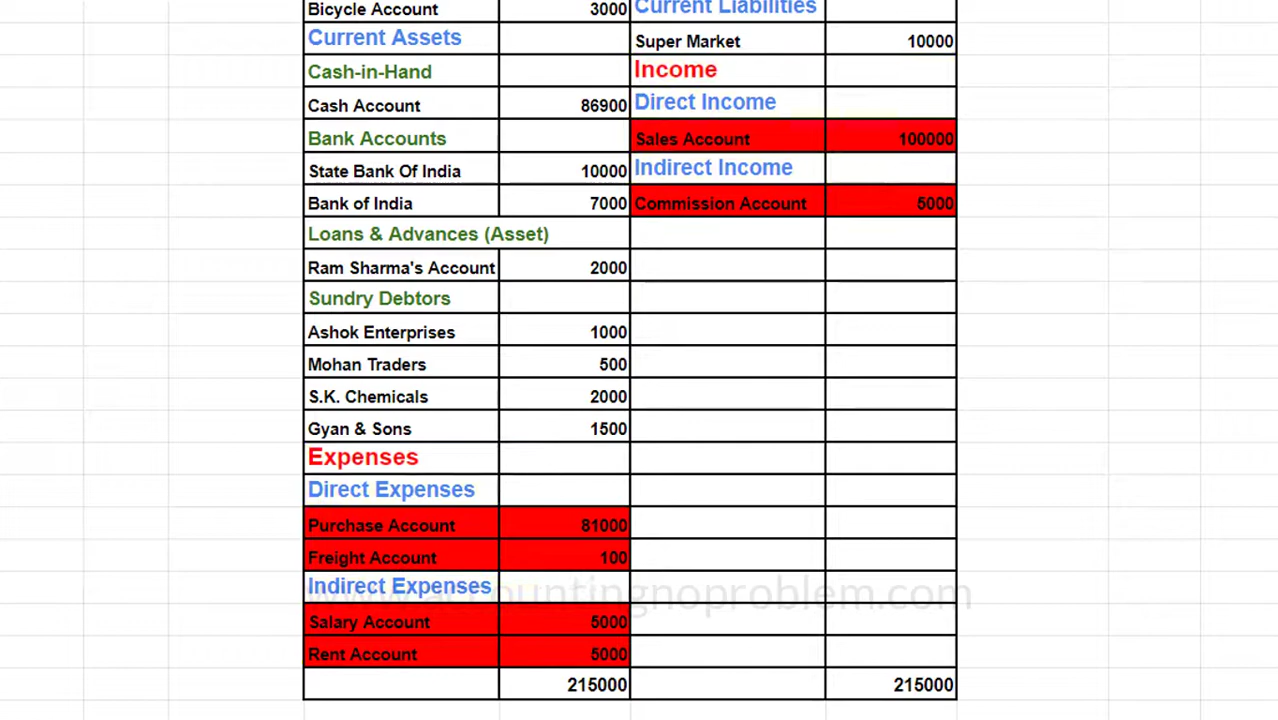 Bicycle Account 3000 Current Liabilities
Current Assets Super Market 10000
Cash-in-Hand Income
Cash Account 86900 Direct Income
Bank Accounts Sales Account 100000
State Bank Of India 10000 Indirect Income
Bank of India 7000 Commission Account 5000
Loans & Advances (Asset)
Ram Sharma's Account 2000
Sundry Debtors
Ashok Enterprises 1000
Mohan Traders 500
S.K. Chemicals 2000
Gyan & Sons 1500
Expenses
Direct Expenses
Purchase Account 81000
Freight Account 100
Indirect Expenses
www.accountingnoproblem.com
Salary Account 5000
Rent Account 5000
215000 215000